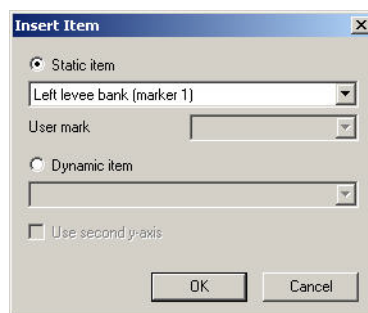 Insert Item
Static item
Left levee bank (marker 1)
User mark
Dynamic item
Use second y-axis
OK Cancel